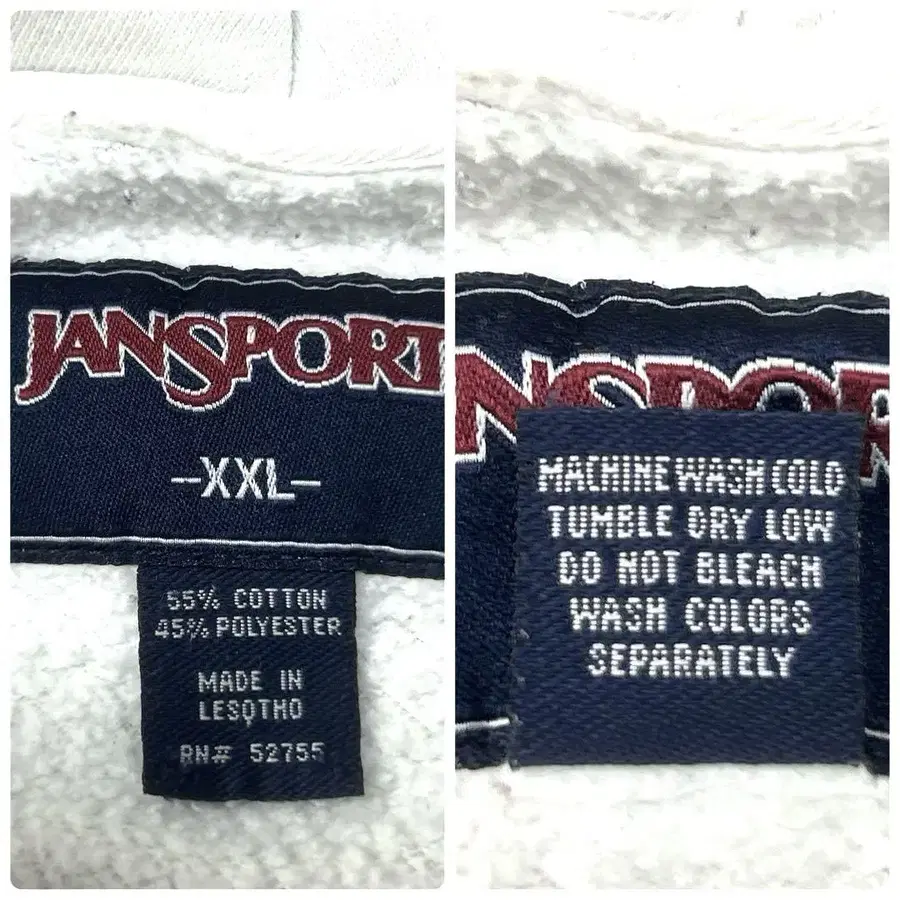 JANSPORT
-XXL-
55% COTTON
45% POLYESTER
MADE IN
LESOTHO
RN# 52755
NSPOR
MACHINE WASH COLD
TUMBLE DRY LOW
DO NOT BLEACH
WASH COLORS
SEPARATELY